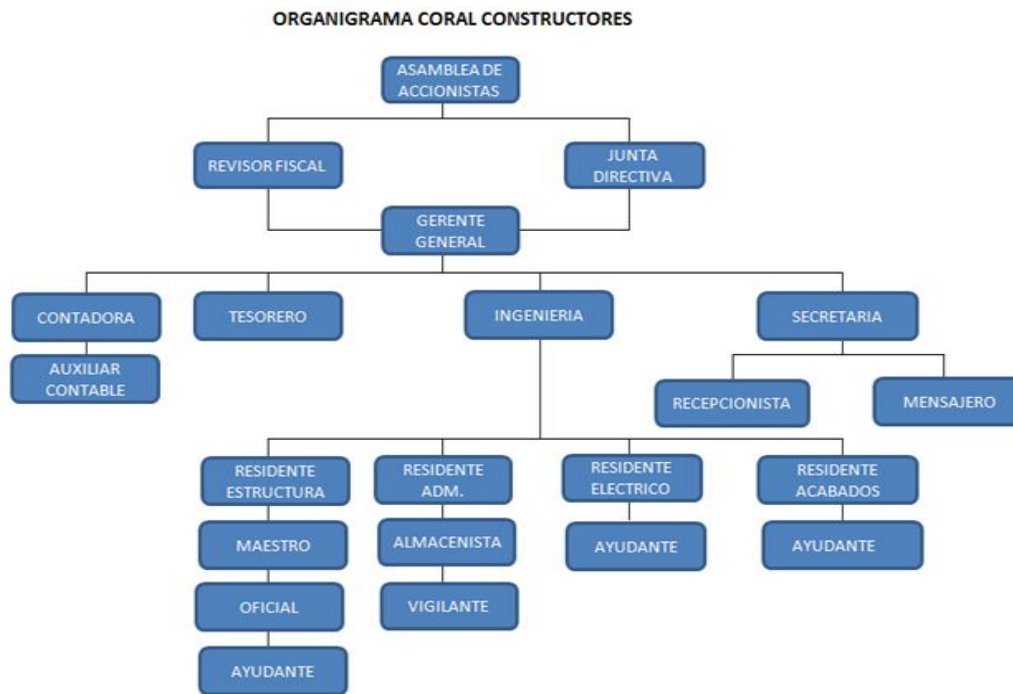 ORGANIGRAMA CORAL CONSTRUCTORES
ASAMBLEA DE
ACCIONISTAS
REVISOR FISCAL
JUNTA
DIRECTIVA
GERENTE
GENERAL
CONTADORA
TESORERO
INGENIERIA
SECRETARIA
AUXILIAR
CONTABLE
RECEPCIONISTA
MENSAJERO
RESIDENTE
ESTRUCTURA
RESIDENTE
ADM.
RESIDENTE
ELECTRICO
RESIDENTE
ACABADOS
MAESTRO
ALMACENISTA
AYUDANTE
AYUDANTE
OFICIAL
VIGILANTE
AYUDANTE